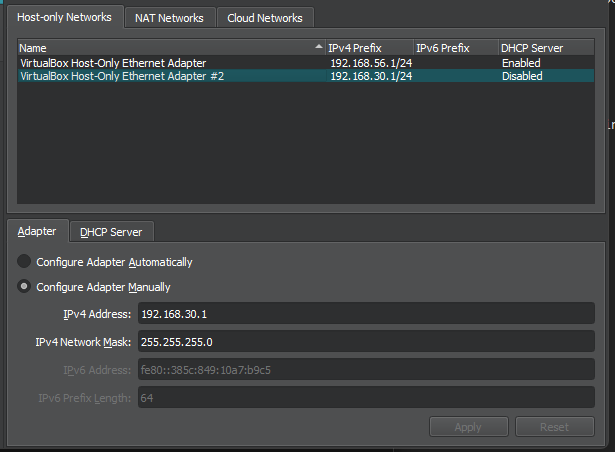 Host-only Networks NAT Networks Cloud Networks
Name IPv4 Prefix IPv6 Prefix DHCP Server
VirtualBox Host-Only Ethernet Adapter 192.168.56.1/24 Enabled
VirtualBox Host-Only Ethernet Adapter #2 192.168.30.1/24 Disabled
Adapter DHCP Server
Configure Adapter Automatically
Configure Adapter Manually
IPv4 Address: 192.168.30.1
IPv4 Network Mask: 255.255.255.0
IPv6 Address: fe80::385c:849:10a7:b9c5
IPv6 Prefix Length: 64
Apply Reset